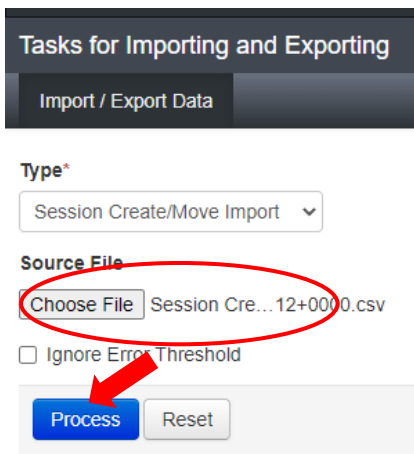 Tasks for Importing and Exporting
Import / Export Data
Type*
Session Create/Move Import
Source File
Choose File Session Cre…12+0000.csv
Ignore Error Threshold
Process Reset